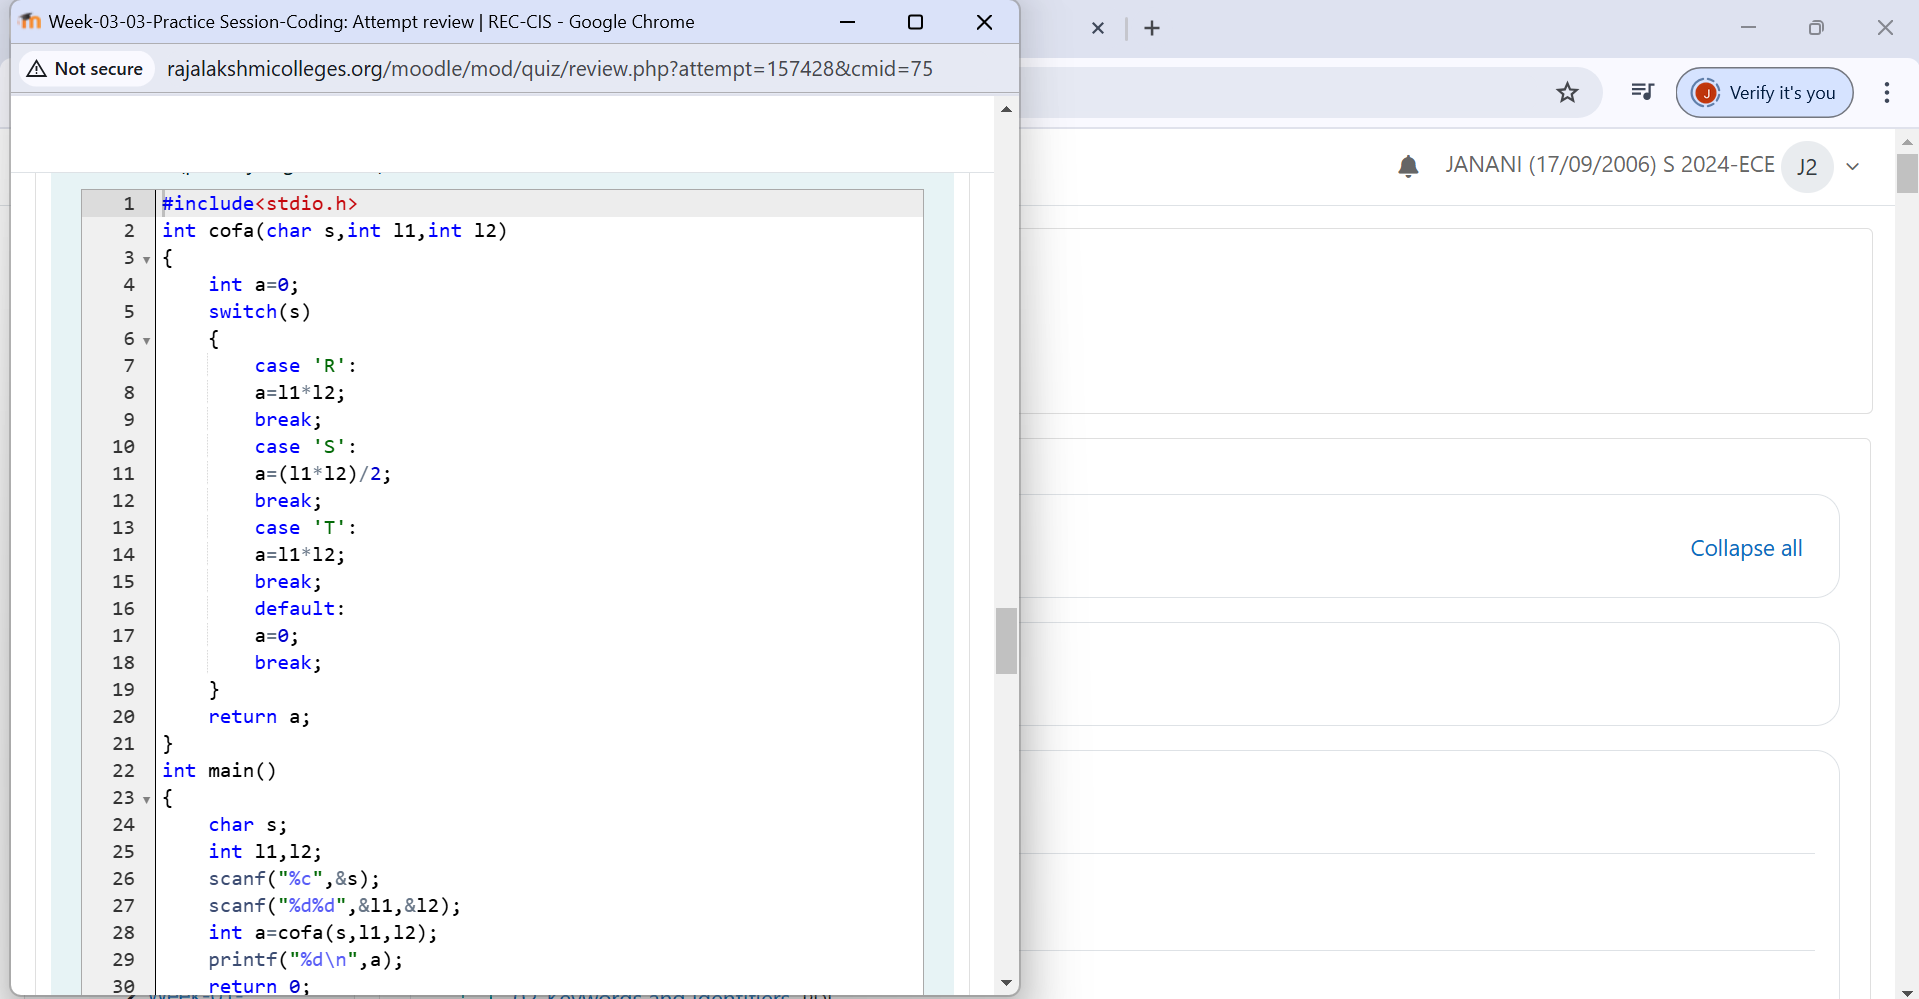 Week-03-03-Practice Session-Coding: Attempt review | REC-CIS - Google Chrome
Not secure rajalakshmicolleges.org/moodle/mod/quiz/review.php?attempt=157428&cmid=75
Verify it's you
JANANI (17/09/2006) S 2024-ECE J2
Collapse all
1 #include<stdio.h>
2 int cofa(char s,int l1,int l2)
3 {
4 int a=0;
5 switch(s)
6 {
7 case 'R':
8 a=l1*l2;
9 break;
10 case 'S':
11 a=(l1*l2)/2;
12 break;
13 case 'T':
14 a=l1*l2;
15 break;
16 default:
17 a=0;
18 break;
19 }
20 return a;
21 }
22 int main()
23 {
24 char s;
25 int l1,l2;
26 scanf("%c",&s);
27 scanf("%d%d",&l1,&l2);
28 int a=cofa(s,l1,l2);
29 printf("%d\n",a);
30 return 0;